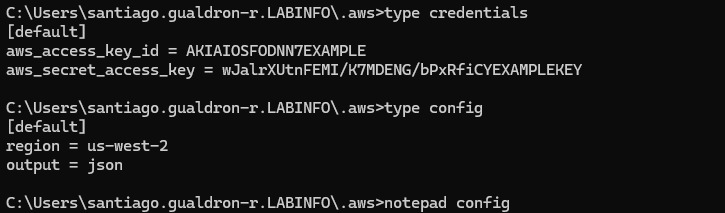 C:\Users\santiago.gualdron-r.LABINFO\.aws>type credentials
[default]
aws_access_key_id = AKIAIOSFODNN7EXAMPLE
aws_secret_access_key = wJalrXUtnFEMI/K7MDENG/bPxRfiCYEXAMPLEKEY
C:\Users\santiago.gualdron-r.LABINFO\.aws>type config
[default]
region = us-west-2
output = json
C:\Users\santiago.gualdron-r.LABINFO\.aws>notepad config